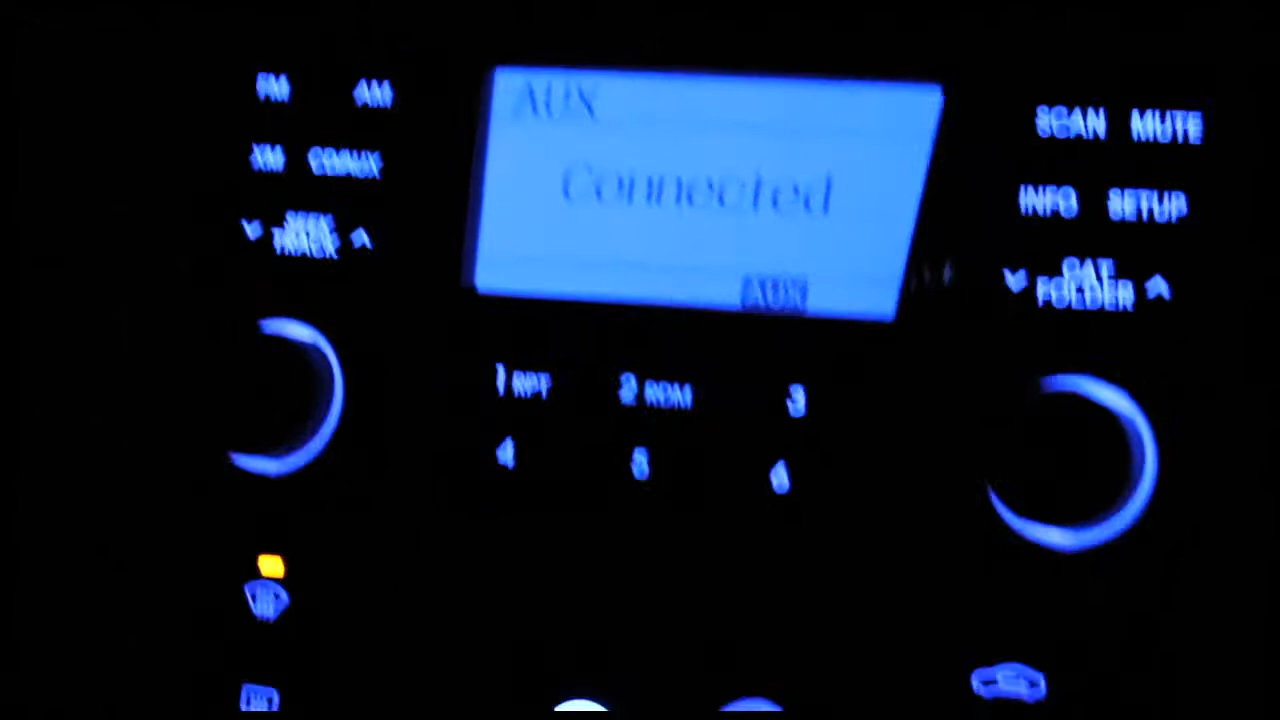 FM AM
AUX
SCAN MUTE
XM CD/AUX
Connected
INFO SETUP
SEEK
TRACK
CAT
FOLDER
AUX
1 RPT 2 RDM 3
4 5 6